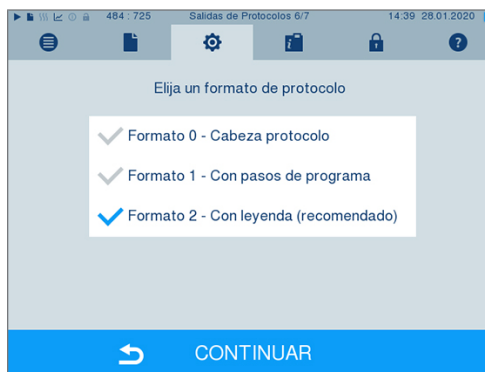 484 : 725 Salidas de Protocolos 6/7 14:39 28.01.2020
Elija un formato de protocolo
Formato 0 - Cabeza protocolo
Formato 1 - Con pasos de programa
Formato 2 - Con leyenda (recomendado)
CONTINUAR